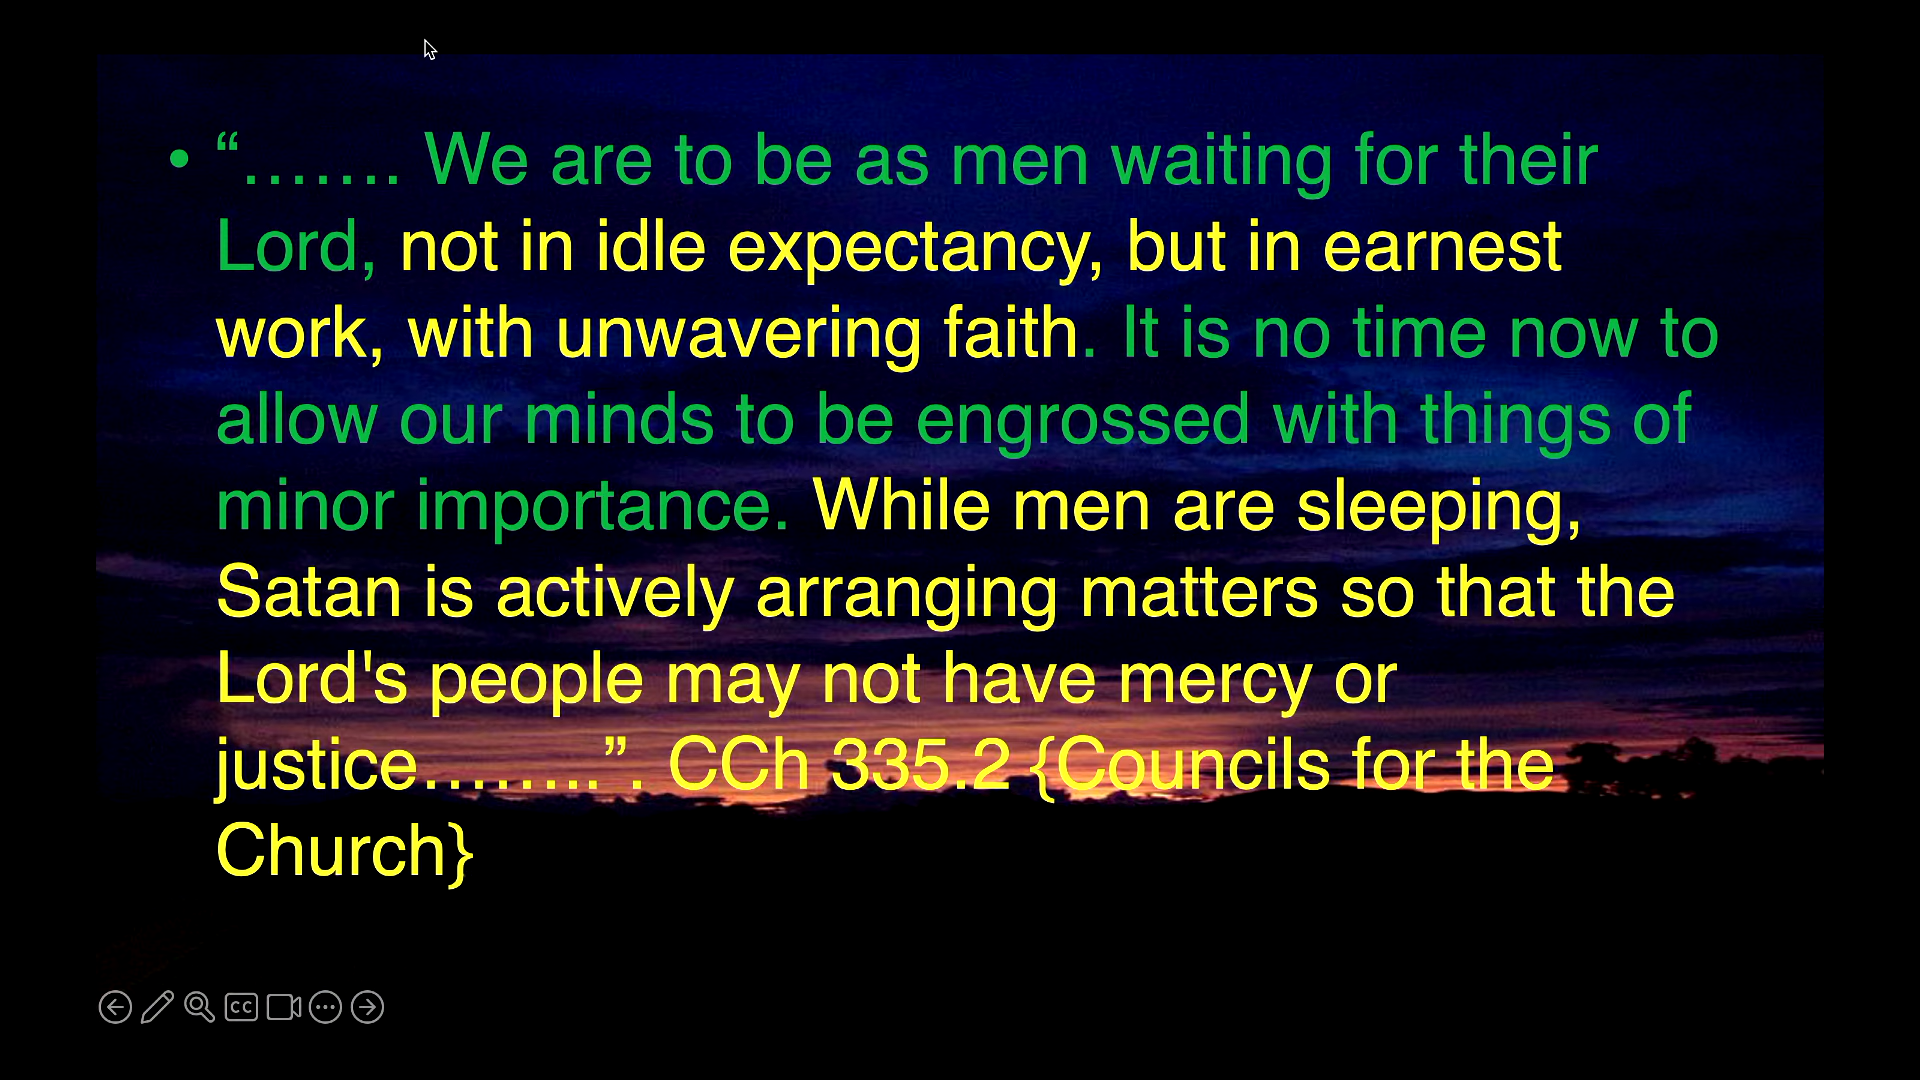 • “……. We are to be as men waiting for their
Lord, not in idle expectancy, but in earnest
work, with unwavering faith. It is no time now to
allow our minds to be engrossed with things of
minor importance. While men are sleeping,
Satan is actively arranging matters so that the
Lord's people may not have mercy or
justice……..”. CCh 335.2 {Councils for the
Church}
CC